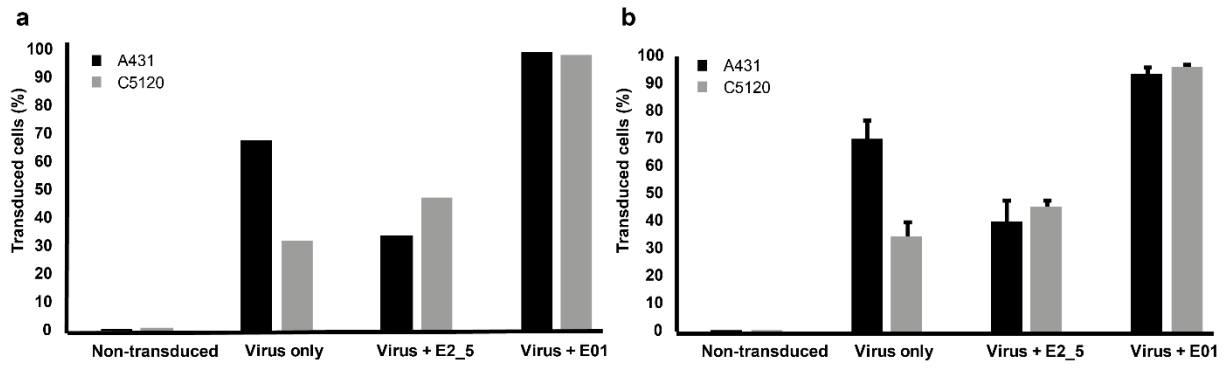 a
A431
C5120
Transduced cells (%)
100
90
80
70
60
50
40
30
20
10
0
Non-transduced
Virus only
Virus + E2_5
Virus + E01
b
A431
C5120
Transduced cells (%)
100
90
80
70
60
50
40
30
20
10
0
Non-transduced
Virus only
Virus + E2_5
Virus + E01